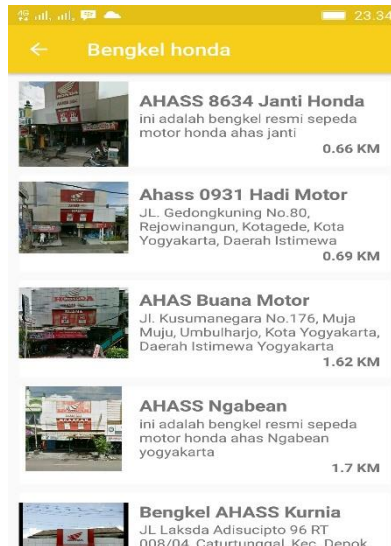 23.34
Bengkel honda
AHASS 8634 Janti Honda
ini adalah bengkel resmi sepeda
motor honda ahas janti
0.66 KM
Ahass 0931 Hadi Motor
JL. Gedongkuning No.80,
Rejowinangun, Kotagede, Kota
Yogyakarta, Daerah Istimewa
0.69 KM
AHAS Buana Motor
Jl. Kusumanegara No.176, Muja
Muju, Umbulharjo, Kota Yogyakarta,
Daerah Istimewa Yogyakarta
1.62 KM
AHASS Ngabean
ini adalah bengkel resmi sepeda
motor honda ahas Ngabean
yogyakarta
1.7 KM
Bengkel AHASS Kurnia
JL Laksda Adisucipto 96 RT
008/04, Caturtunggal, Kec. Depok